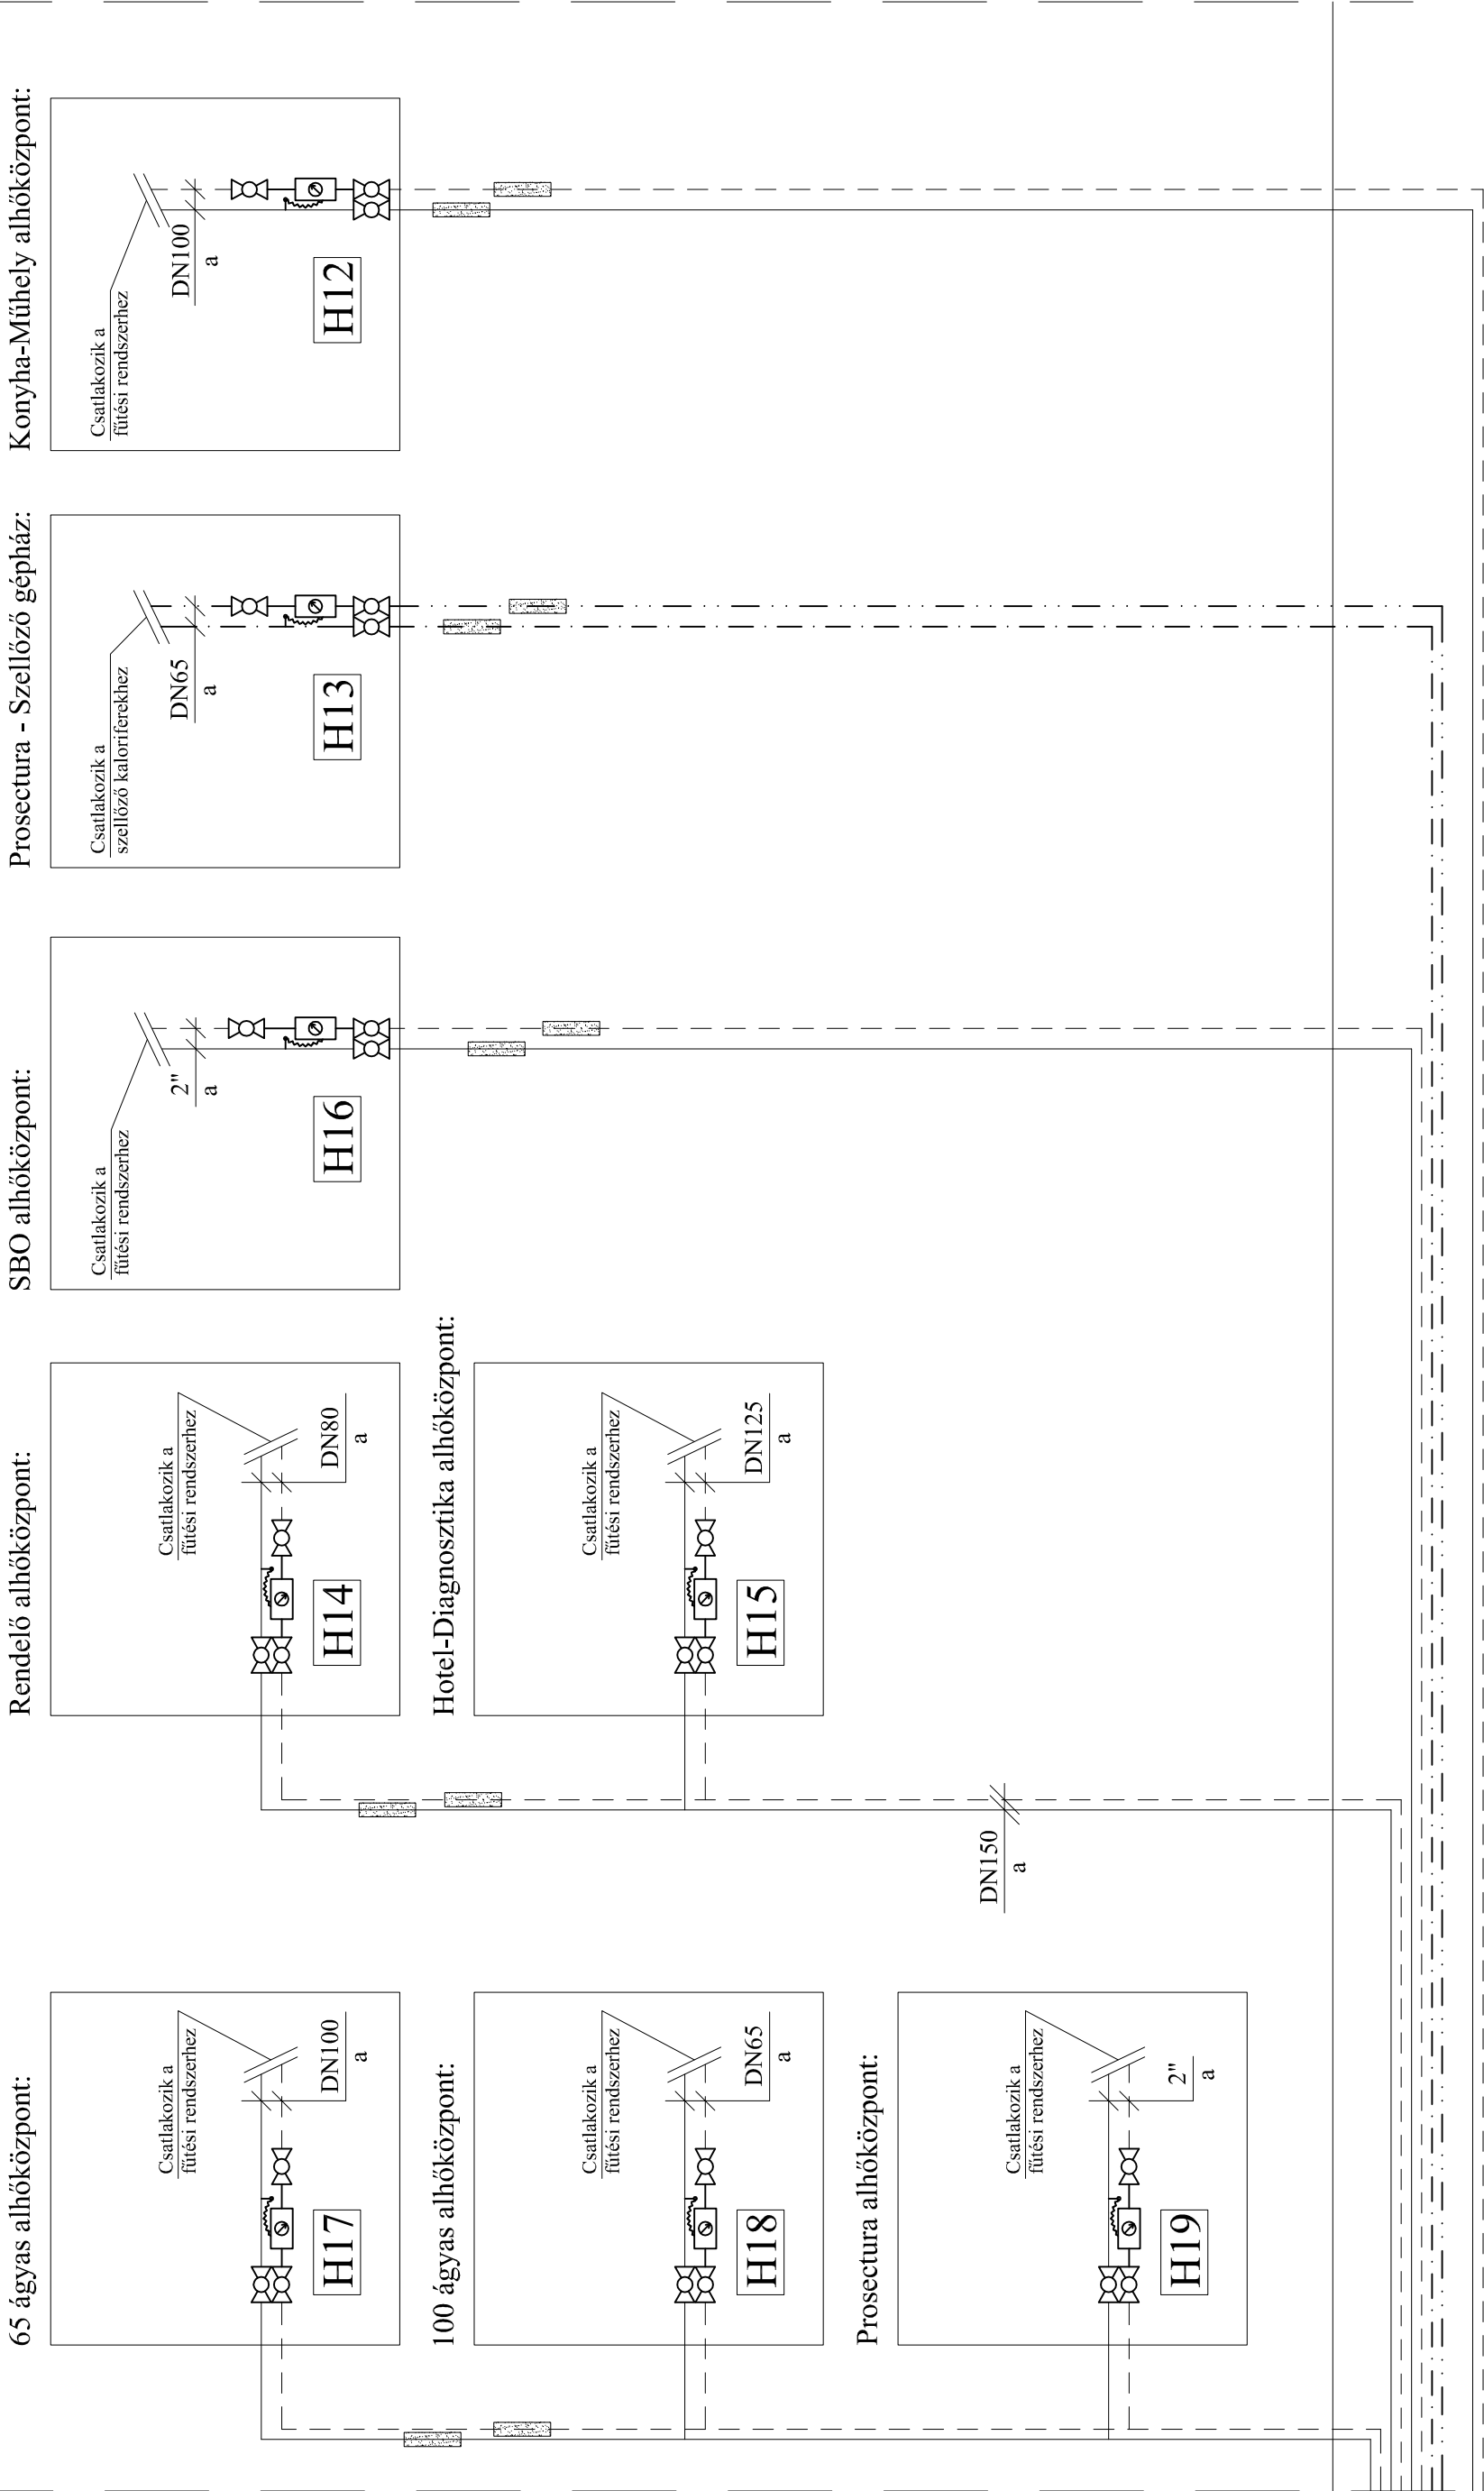 65 ágyas alhőközpont:
Csatlakozik a
fűtési rendszerhez
DN100
a
H17
100 ágyas alhőközpont:
Csatlakozik a
fűtési rendszerhez
DN65
a
H18
Prosectura alhőközpont:
Csatlakozik a
fűtési rendszerhez
2"
a
H19
Rendelő alhőközpont:
Csatlakozik a
fűtési rendszerhez
DN80
a
H14
Hotel-Diagnosztika alhőközpont:
Csatlakozik a
fűtési rendszerhez
DN125
a
H15
DN150
a
SBO alhőközpont:
Csatlakozik a
fűtési rendszerhez
2"
a
H16
Prosectura - Szellőző gépház:
Csatlakozik a
szellőző kaloriferekhez
DN65
a
H13
Konyha-Műhely alhőközpont:
Csatlakozik a
fűtési rendszerhez
DN100
a
H12